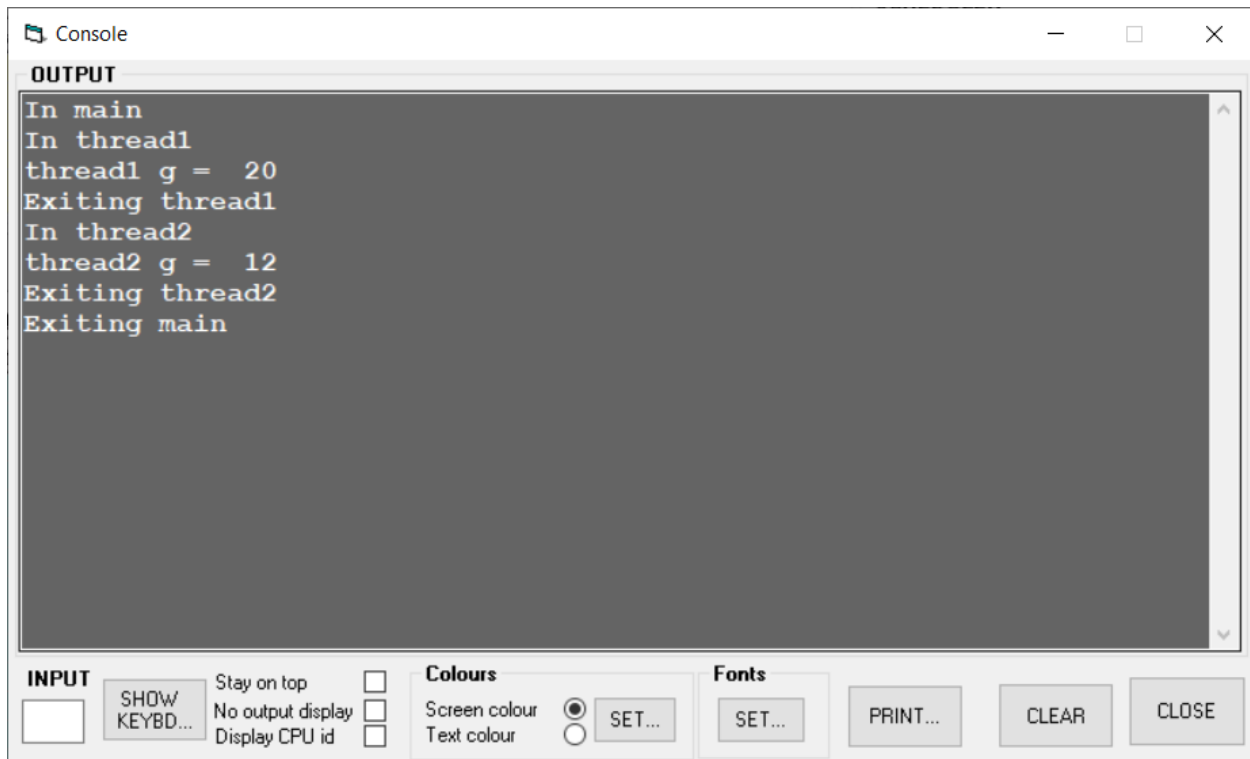 Console
OUTPUT
In main
In thread1
thread1 g =  20
Exiting thread1
In thread2
thread2 g =  12
Exiting thread2
Exiting main
INPUT
SHOW
KEYBD...
Stay on top
No output display
Display CPU id
Colours
Screen colour
Text colour
SET...
Fonts
SET...
PRINT...
CLEAR
CLOSE